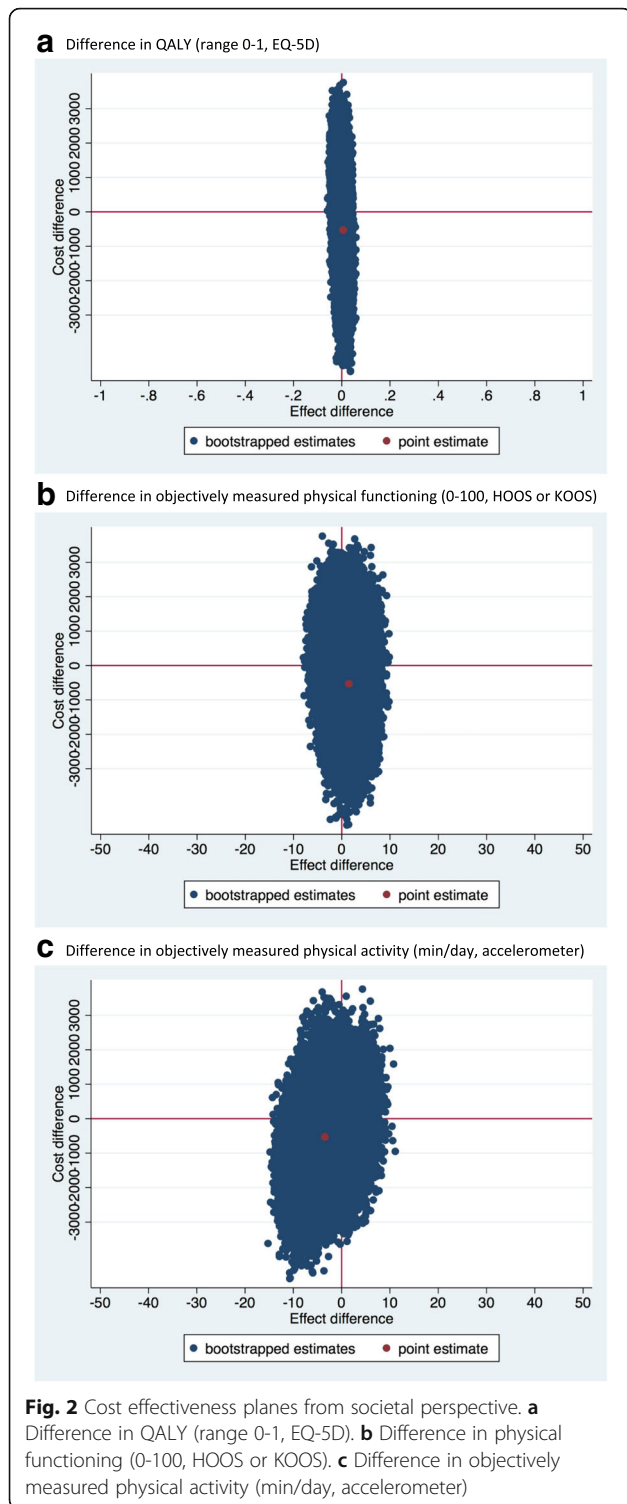 a Difference in QALY (range 0-1, EQ-5D)
Cost difference
3000
2000
1000
0
-1000
-2000
-3000
-1 -.8 -.6 -.4 -.2 0 .2 .4 .6 .8 1
Effect difference
bootstrapped estimates point estimate
b Difference in objectively measured physical functioning (0-100, HOOS or KOOS)
Cost difference
3000
2000
1000
0
-1000
-2000
-3000
-50 -40 -30 -20 -10 0 10 20 30 40 50
Effect difference
bootstrapped estimates point estimate
c Difference in objectively measured physical activity (min/day, accelerometer)
Cost difference
3000
2000
1000
0
-1000
-2000
-3000
-50 -40 -30 -20 -10 0 10 20 30 40 50
Effect difference
bootstrapped estimates point estimate
Fig. 2 Cost effectiveness planes from societal perspective. a
Difference in QALY (range 0-1, EQ-5D). b Difference in physical
functioning (0-100, HOOS or KOOS). c Difference in objectively
measured physical activity (min/day, accelerometer)